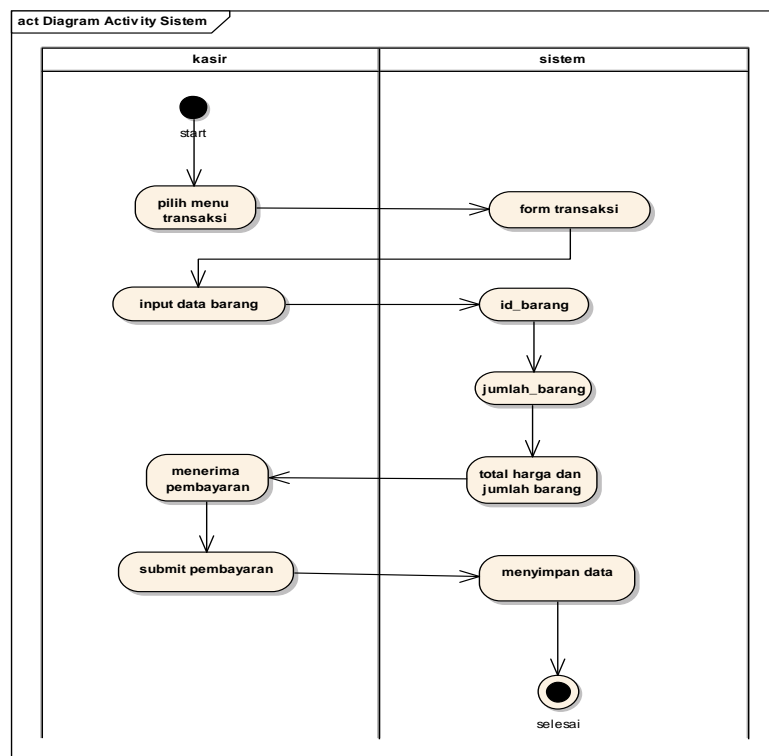 act Diagram Activity Sistem
kasir
sistem
start
pilih menu
transaksi
form transaksi
input data barang
id_barang
jumlah_barang
total harga dan
jumlah barang
menerima
pembayaran
submit pembayaran
menyimpan data
selesai